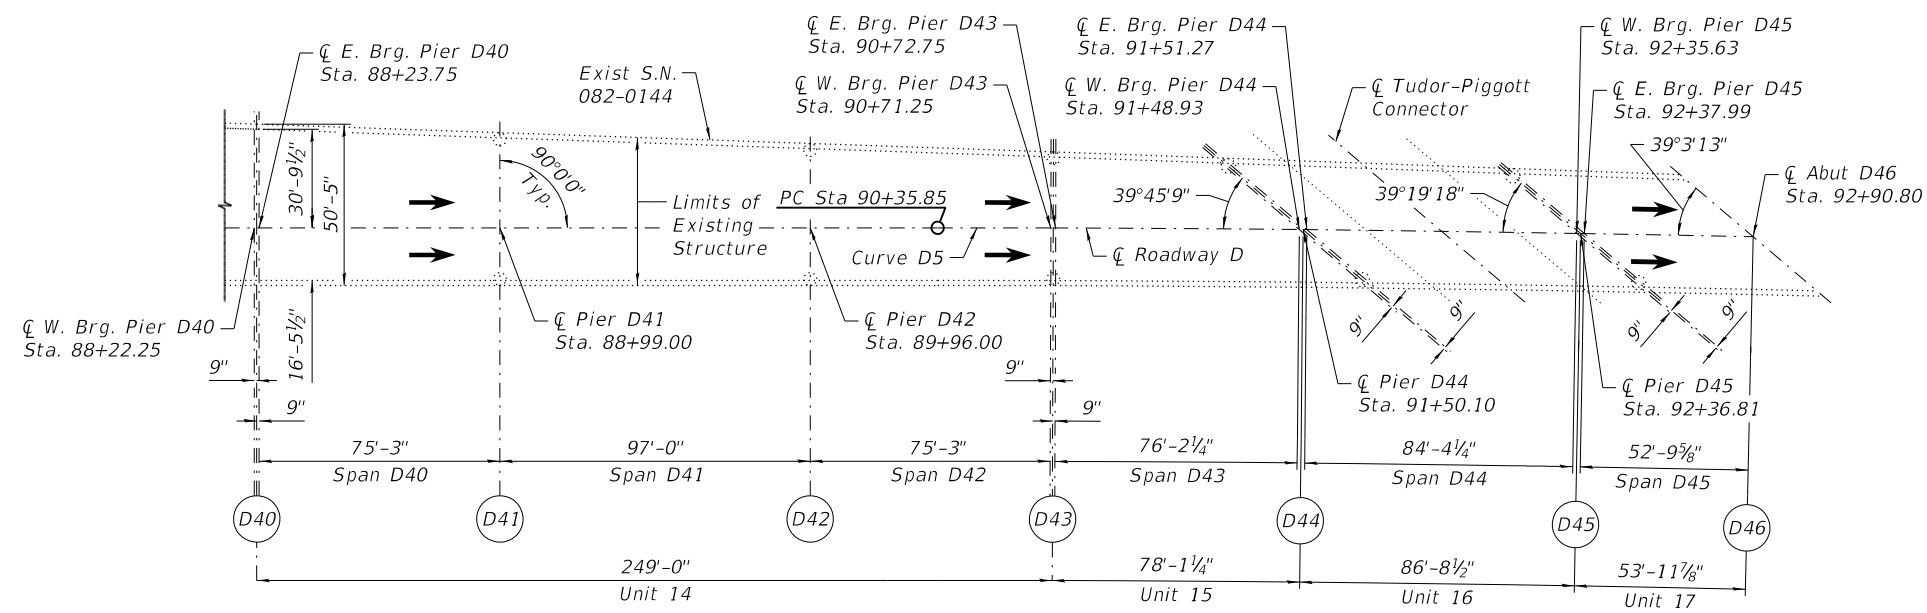 ℄ E. Brg. Pier D40
Sta. 88+23.75
Exist S.N.
082-0144
℄ E. Brg. Pier D43
Sta. 90+72.75
℄ W. Brg. Pier D43
Sta. 90+71.25
℄ E. Brg. Pier D44
Sta. 91+51.27
℄ W. Brg. Pier D44
Sta. 91+48.93
℄ Tudor-Piggott
Connector
℄ W. Brg. Pier D45
Sta. 92+35.63
℄ E. Brg. Pier D45
Sta. 92+37.99
39°3'13"
℄ Abut D46
Sta. 92+90.80
30'-9½"
50'-5"
90°0'0"
Typ.
Limits of
Existing
Structure
PC Sta 90+35.85
Curve D5
℄ Roadway D
39°45'9"
39°19'18"
℄ W. Brg. Pier D40
Sta. 88+22.25
16'-5½"
℄ Pier D41
Sta. 88+99.00
℄ Pier D42
Sta. 89+96.00
9"
9"
9"
9"
9"
9"
9"
9"
℄ Pier D44
Sta. 91+50.10
℄ Pier D45
Sta. 92+36.81
75'-3"
Span D40
97'-0"
Span D41
75'-3"
Span D42
76'-2¼"
Span D43
84'-4¼"
Span D44
52'-9⅝"
Span D45
D40
D41
D42
D43
D44
D45
D46
249'-0"
Unit 14
78'-1¼"
Unit 15
86'-8½"
Unit 16
53'-11⅞"
Unit 17